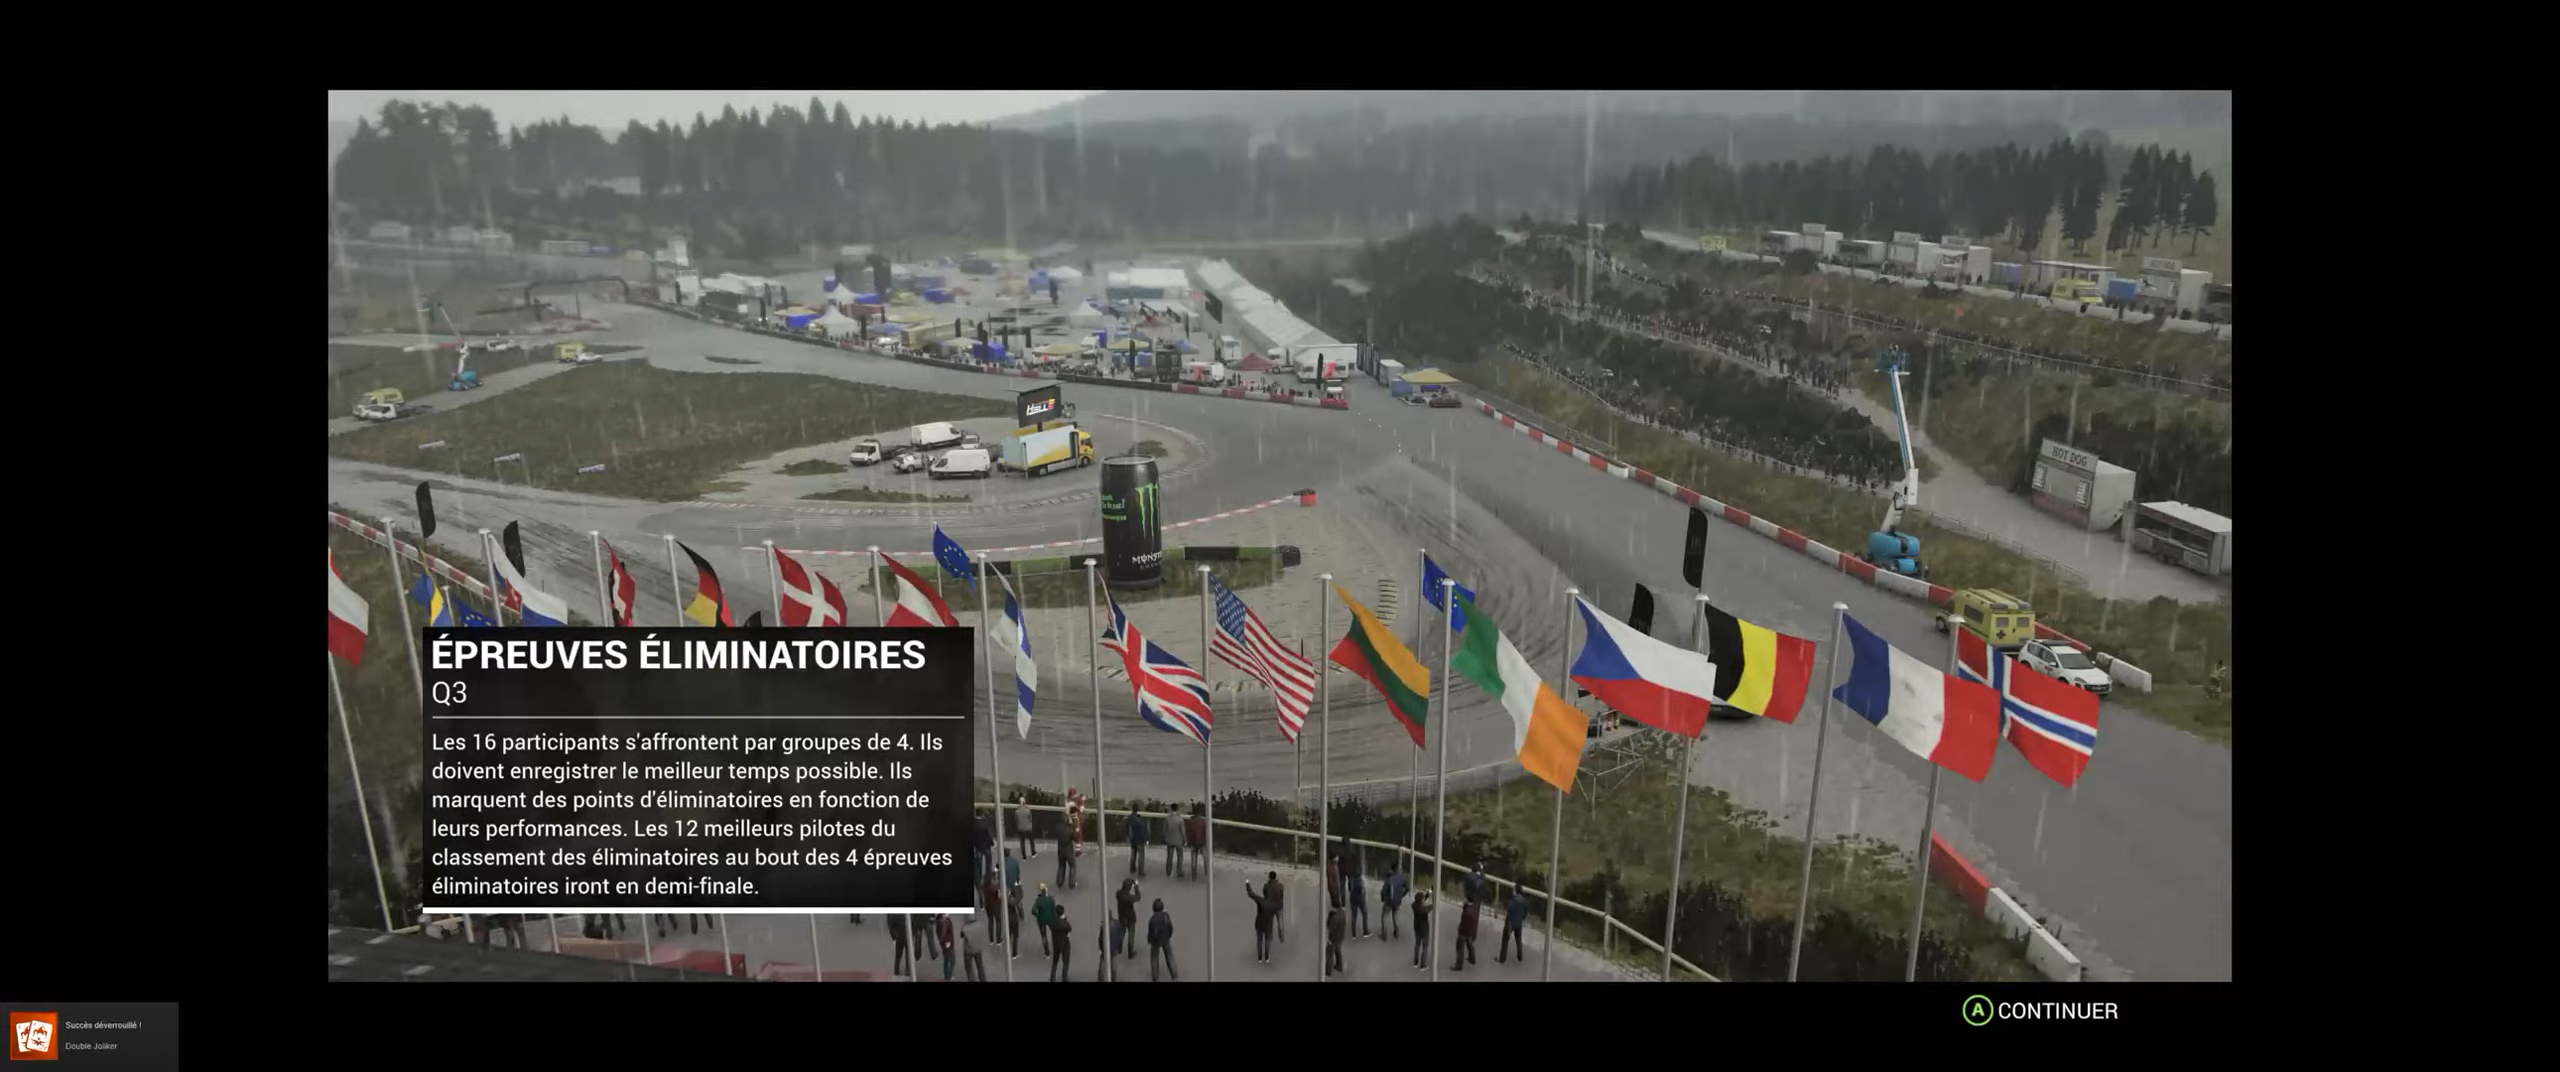 HELL
MONSTER
HOT DOG
ÉPREUVES ÉLIMINATOIRES
Q3
Les 16 participants s'affrontent par groupes de 4. Ils
doivent enregistrer le meilleur temps possible. Ils
marquent des points d'éliminatoires en fonction de
leurs performances. Les 12 meilleurs pilotes du
classement des éliminatoires au bout des 4 épreuves
éliminatoires iront en demi-finale.
A CONTINUER
Succès déverrouillé !
Double Joliker